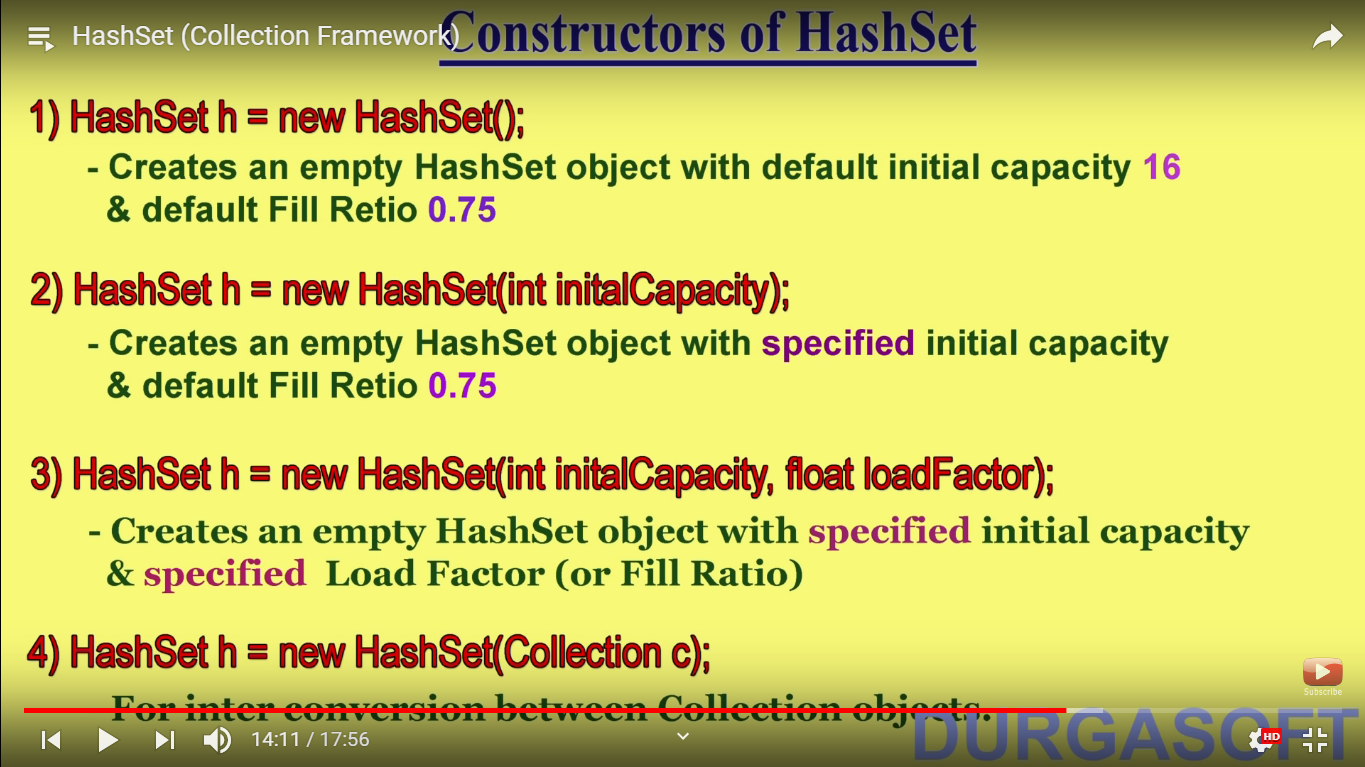 HashSet (Collection Framework)
Constructors of HashSet
1) HashSet h = new HashSet();
- Creates an empty HashSet object with default initial capacity 16
& default Fill Retio 0.75
2) HashSet h = new HashSet(int initalCapacity);
- Creates an empty HashSet object with specified initial capacity
& default Fill Retio 0.75
3) HashSet h = new HashSet(int initalCapacity, float loadFactor);
- Creates an empty HashSet object with specified initial capacity
& specified Load Factor (or Fill Ratio)
4) HashSet h = new HashSet(Collection c);
For inter conversion between Collection objects.
Subscribe
DURGASOFT
14:11 / 17:56
HD